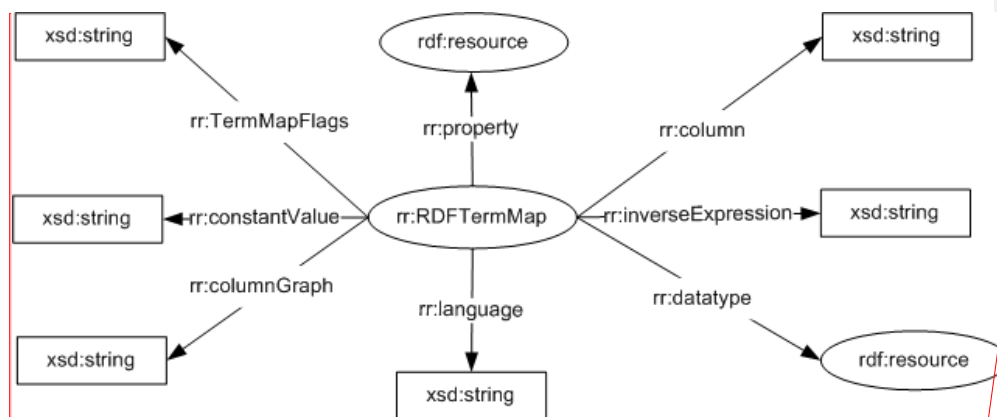 xsd:string
rdf:resource
xsd:string
rr:TermMapFlags
rr:property
rr:column
xsd:string
rr:constantValue
rr:RDFTermMap
rr:inverseExpression
xsd:string
rr:columnGraph
rr:language
rr:datatype
xsd:string
xsd:string
rdf:resource